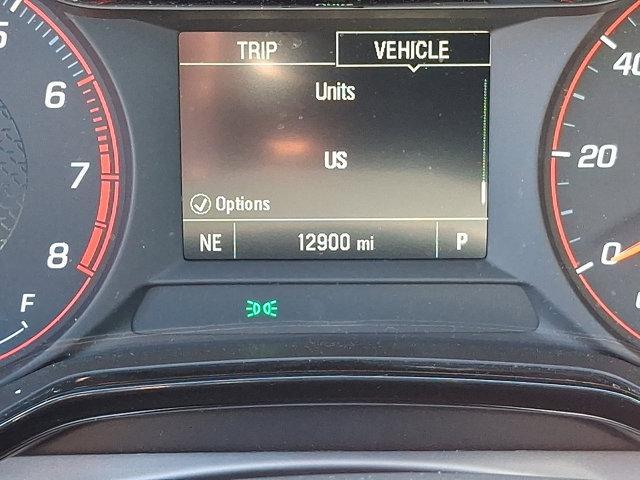 TRIP VEHICLE
Units
US
Options
NE 12900 mi P
6
7
8
F
40
20
0